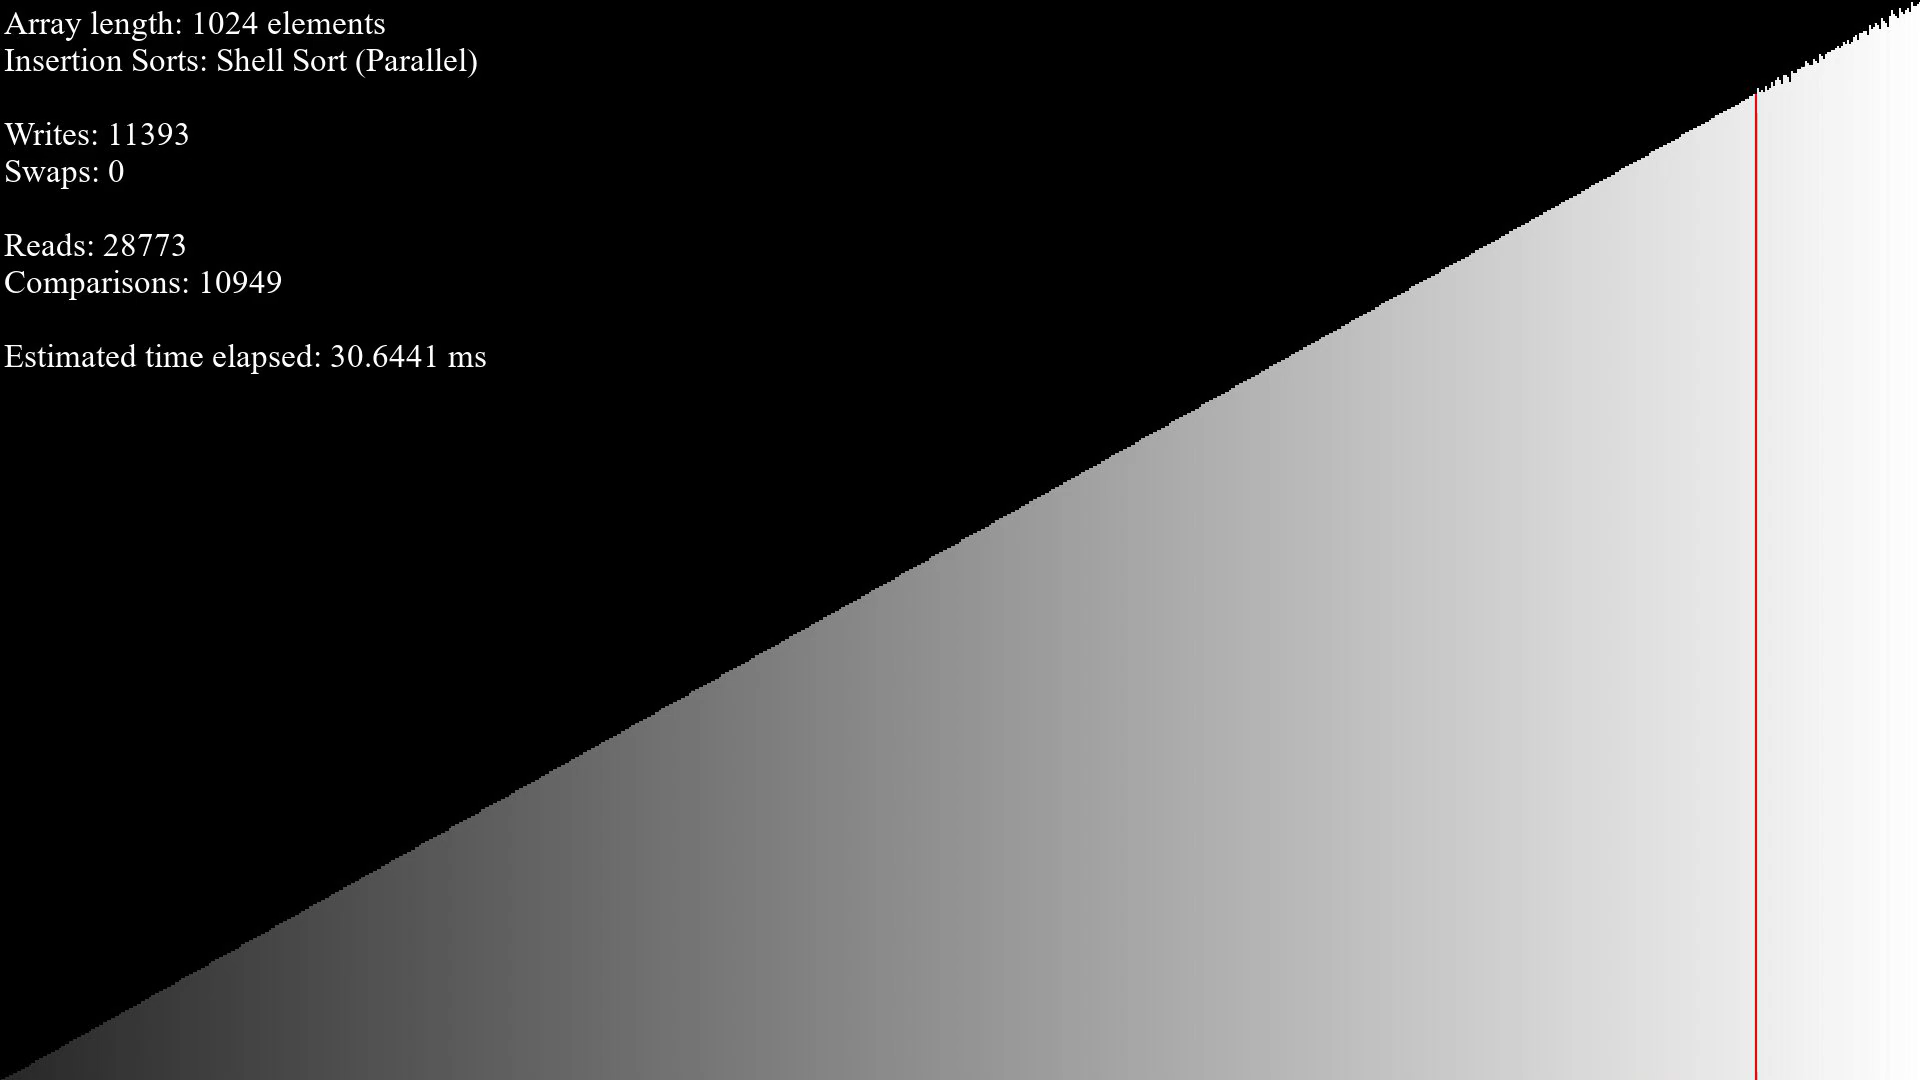 Array length: 1024 elements
Insertion Sorts: Shell Sort (Parallel)
Writes: 11393
Swaps: 0
Reads: 28773
Comparisons: 10949
Estimated time elapsed: 30.6441 ms